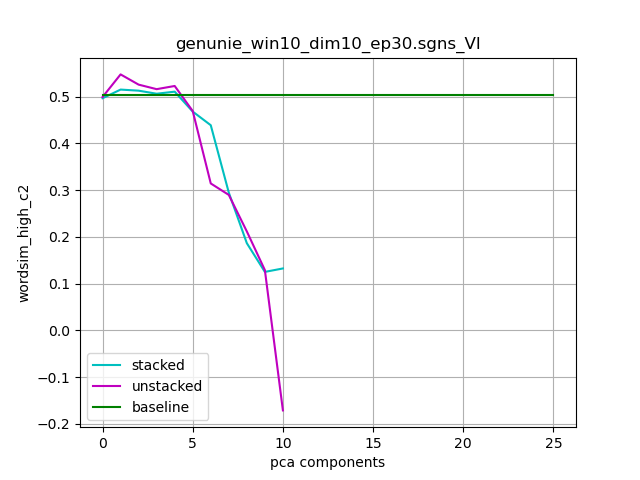 genunie_win10_dim10_ep30.sgns_VI
wordsim_high_c2
0.5
0.4
0.3
0.2
0.1
0.0
−0.1
−0.2
stacked
unstacked
baseline
0 5 10 15 20 25
pca components